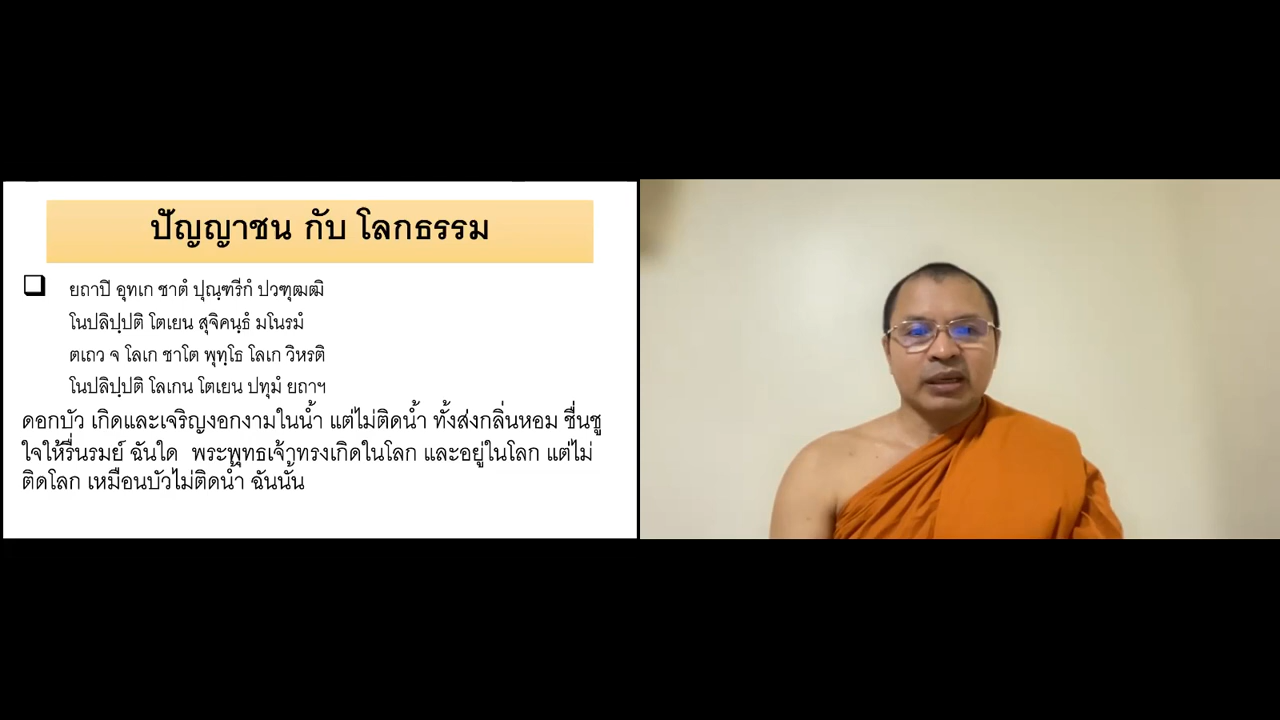 ปัญญาชน กับ โลกธรรม
ยถาปิ อุทเก ชาตํ ปุณฺฑรีกํ ปวฑฺฒติ
โนปลิปฺปติ โตเยน สุจิคนฺธํ มโนรมํ
ตเถว จ โลเก ชาโต พุทฺโธ โลเก วิหรติ
โนปลิปฺปติ โลเกน โตเยน ปทุมํ ยถาฯ
ดอกบัว เกิดและเจริญงอกงามในน้ำ แต่ไม่ติดน้ำ ทั้งส่งกลิ่นหอม ชื่นชู
ใจให้รื่นรมย์ ฉันใด พระพุทธเจ้าทรงเกิดในโลก และอยู่ในโลก แต่ไม่
ติดโลก เหมือนบัวไม่ติดน้ำ ฉันนั้น